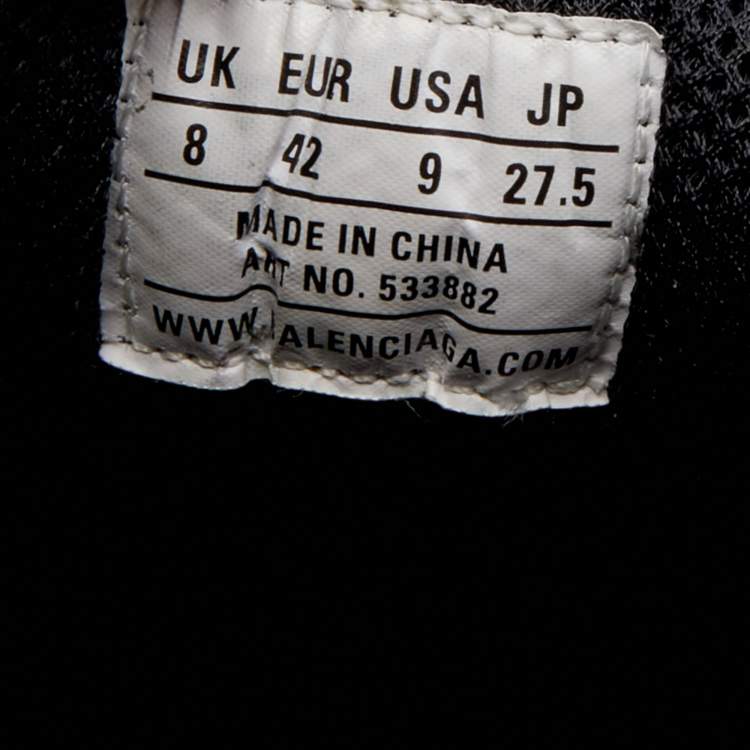 UK EUR USA JP
8 42 9 27.5
MADE IN CHINA
ART NO. 533882
WWW.BALENCIAGA.COM